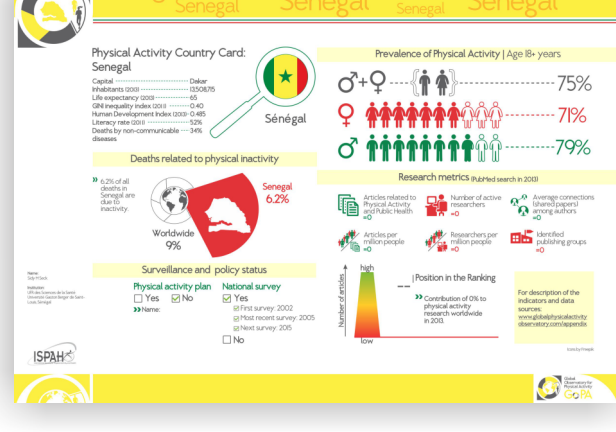 Senegal Senegal Senegal Senegal
Physical Activity Country Card:
Senegal
Capital Dakar
Inhabitants (2013)
Life expectancy (2013) 65
GINI inequality index (2011) 0.40
Human Development Index (2013) 0.485
Literacy rate (2011) 52%
Deaths by non-communicable 34%
diseases
Sénégal
Deaths related to physical inactivity
» 6.2% of all
deaths in
Senegal are
due to
inactivity.
Senegal
6.2%
Worldwide
9%
Surveillance and policy status
Physical activity plan
Yes No
»Name:
National survey
Yes
First survey: 2002
Most recent survey: 2005
Next survey: 2015
No
Prevalence of Physical Activity | Age 18+ years
75%
71%
79%
Research metrics (PubMed search in 2013)
Articles related to
Physical Activity
and Public Health
=0
Number of active
researchers
=0
Average connections
(shared papers)
among authors
=0
Articles per
million people
=0
Researchers per
million people
=0
Identified
publishing groups
=0
Number of articles
high
low
-- | Position in the Ranking
» Contribution of 0% to
physical activity
research worldwide
in 2013.
For description of the
indicators and data
sources:
www.globalphysicalactivity
observatory.com/appendix
Icons by Freepik
Name:
Institution:
ISPAH
Global
Observatory for
Physical Activity
GoPA